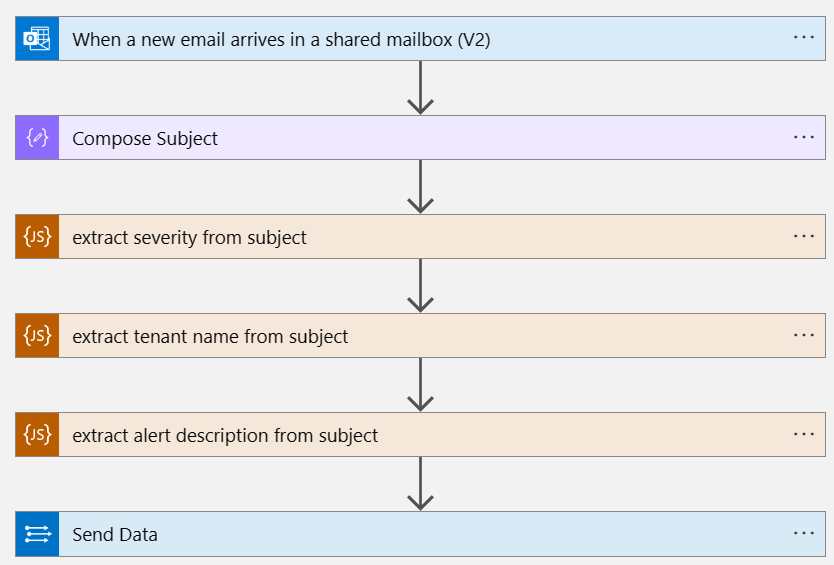 When a new email arrives in a shared mailbox (V2)
Compose Subject
{JS} extract severity from subject
{JS} extract tenant name from subject
{JS} extract alert description from subject
Send Data